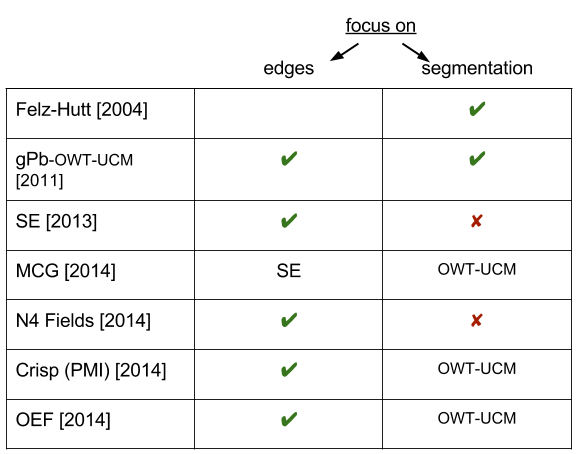 focus on
edges segmentation
Felz-Hutt [2004] ✔
gPb-OWT-UCM ✔ ✔
[2011]
SE [2013] ✔ ✘
MCG [2014] SE OWT-UCM
N4 Fields [2014] ✔ ✘
Crisp (PMI) [2014] ✔ OWT-UCM
OEF [2014] ✔ OWT-UCM